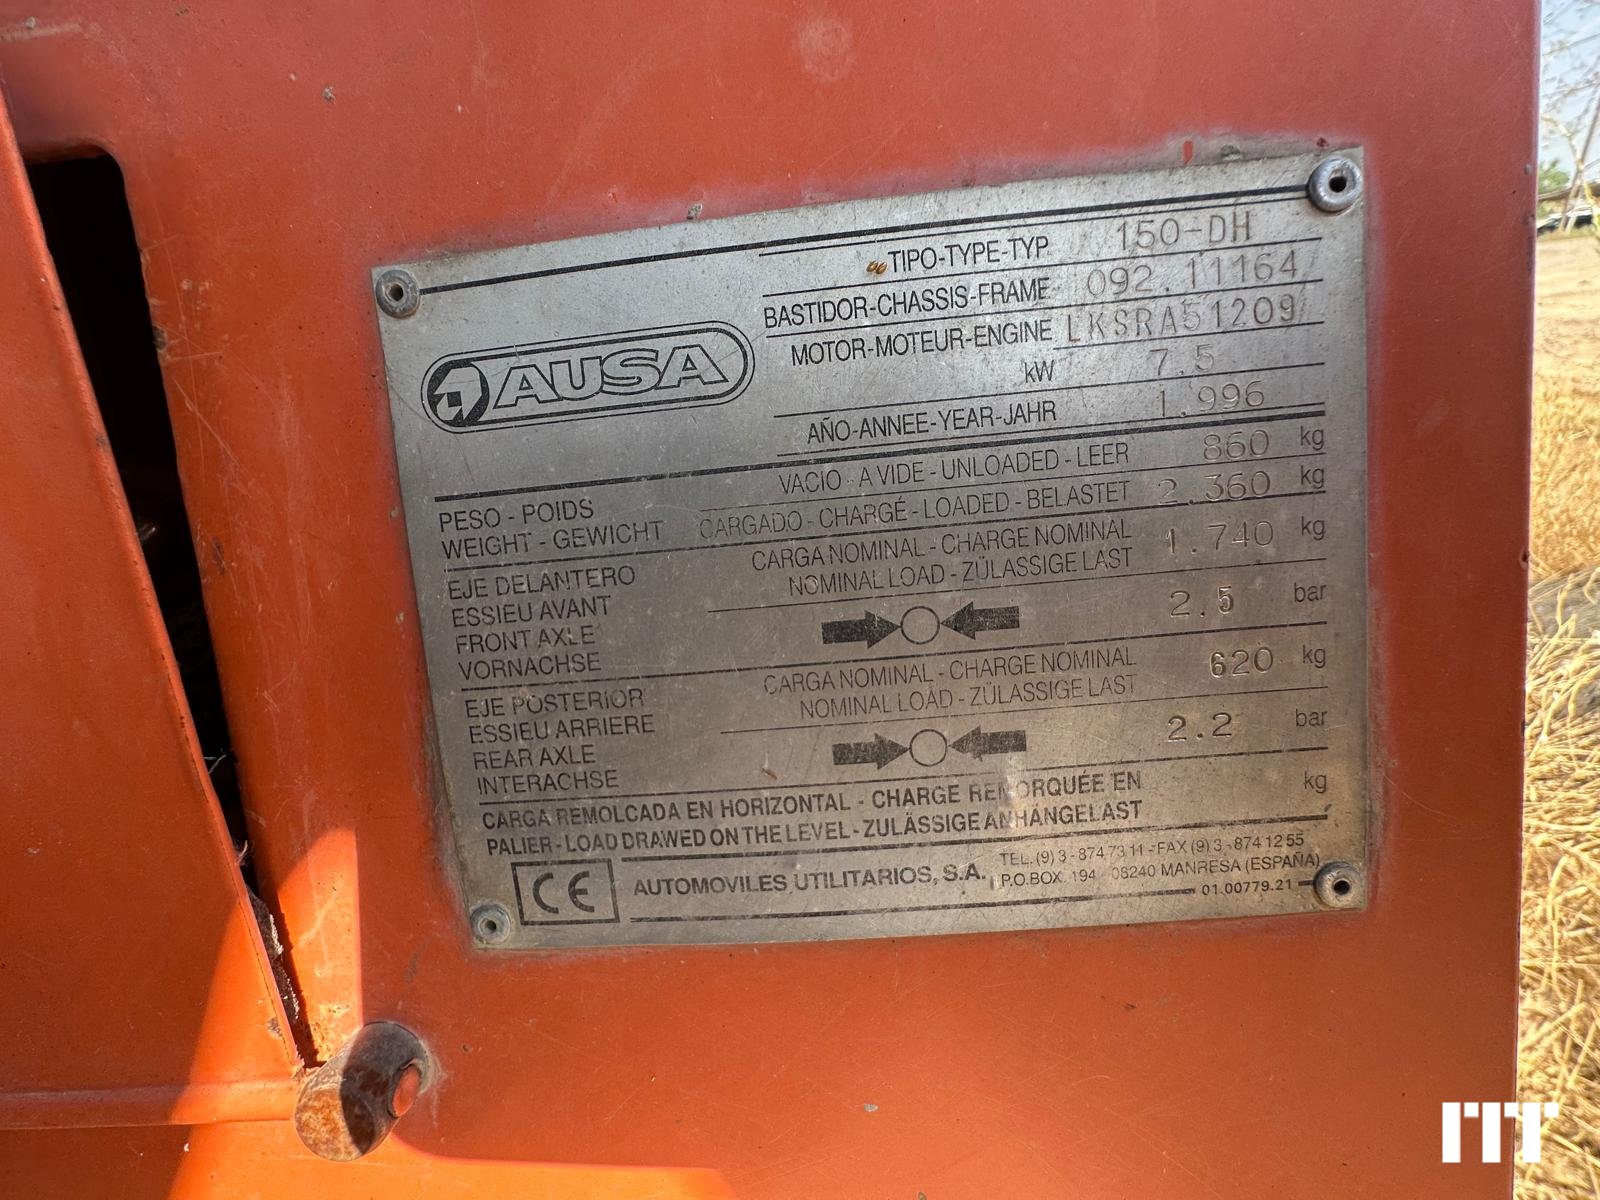 AUSA
TIPO-TYPE-TYP 150-DH
BASTIDOR-CHASSIS-FRAME 092.11164
MOTOR-MOTEUR-ENGINE LKSRA51209
kW 7.5
AÑO-ANNEE-YEAR-JAHR 1.996
PESO - POIDS VACIO - A VIDE - UNLOADED - LEER 860 kg
WEIGHT - GEWICHT CARGADO - CHARGÉ - LOADED - BELASTET 2.360 kg
EJE DELANTERO CARGA NOMINAL - CHARGE NOMINAL 1.740 kg
ESSIEU AVANT NOMINAL LOAD - ZÜLASSIGE LAST
FRONT AXLE 2.5 bar
VORNACHSE
EJE POSTERIOR CARGA NOMINAL - CHARGE NOMINAL 620 kg
ESSIEU ARRIERE NOMINAL LOAD - ZÜLASSIGE LAST
REAR AXLE 2.2 bar
INTERACHSE
CARGA REMOLCADA EN HORIZONTAL - CHARGE REMORQUÉE EN kg
PALIER - LOAD DRAWED ON THE LEVEL - ZULÄSSIGE ANHÄNGELAST
CE AUTOMOVILES UTILITARIOS, S.A. TEL. (9) 3 - 874 73 11 - FAX (9) 3 - 874 12 55
P.O. BOX. 194 08240 MANRESA (ESPAÑA)
01.00779.21